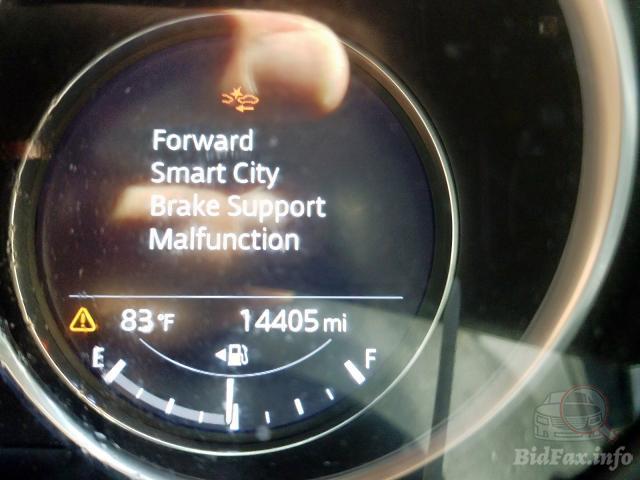 Forward
Smart City
Brake Support
Malfunction
83°F 14405 mi
E F
BidFax.info